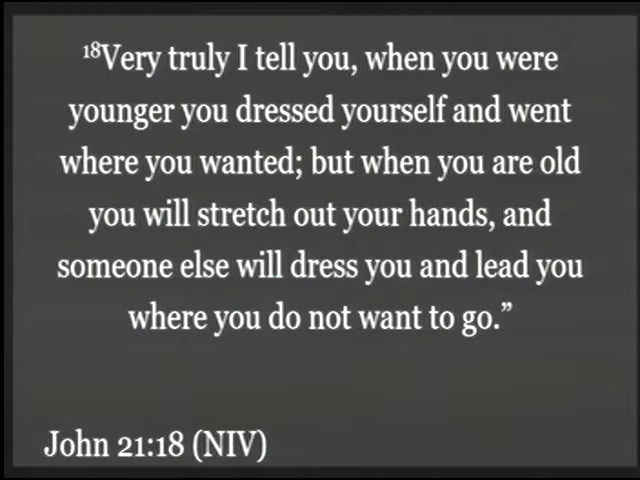 18Very truly I tell you, when you were
younger you dressed yourself and went
where you wanted; but when you are old
you will stretch out your hands, and
someone else will dress you and lead you
where you do not want to go.”
John 21:18 (NIV)